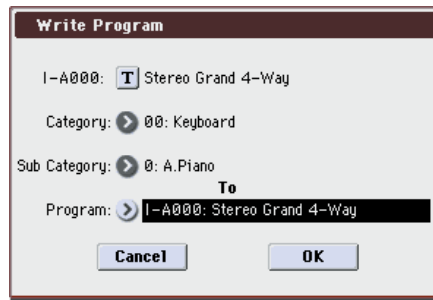 Write Program
I-A000: T Stereo Grand 4-Way
Category: 00: Keyboard
Sub Category: 0: A.Piano
To
Program: I-A000: Stereo Grand 4-Way
Cancel OK